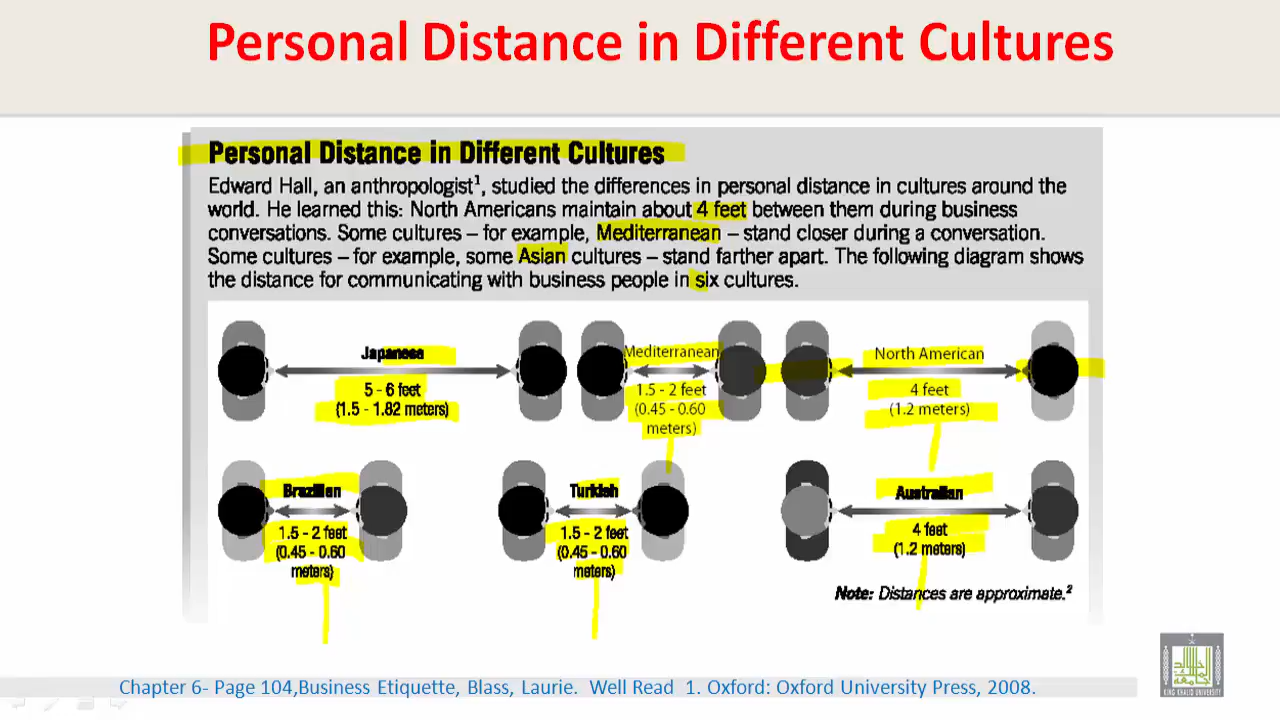 Personal Distance in Different Cultures
Personal Distance in Different Cultures
Edward Hall, an anthropologist¹, studied the differences in personal distance in cultures around the
world. He learned this: North Americans maintain about 4 feet between them during business
conversations. Some cultures – for example, Mediterranean – stand closer during a conversation.
Some cultures – for example, some Asian cultures – stand farther apart. The following diagram shows
the distance for communicating with business people in six cultures.
Japanese
5 - 6 feet
(1.5 - 1.82 meters)
Mediterranean
1.5 - 2 feet
(0.45 - 0.60
meters)
North American
4 feet
(1.2 meters)
Brazilian
1.5 - 2 feet
(0.45 - 0.60
meters)
Turkish
1.5 - 2 feet
(0.45 - 0.60
meters)
Australian
4 feet
(1.2 meters)
Note: Distances are approximate.²
KING KHALID UNIVERSITY
Chapter 6- Page 104,Business Etiquette, Blass, Laurie.  Well Read  1. Oxford: Oxford University Press, 2008.